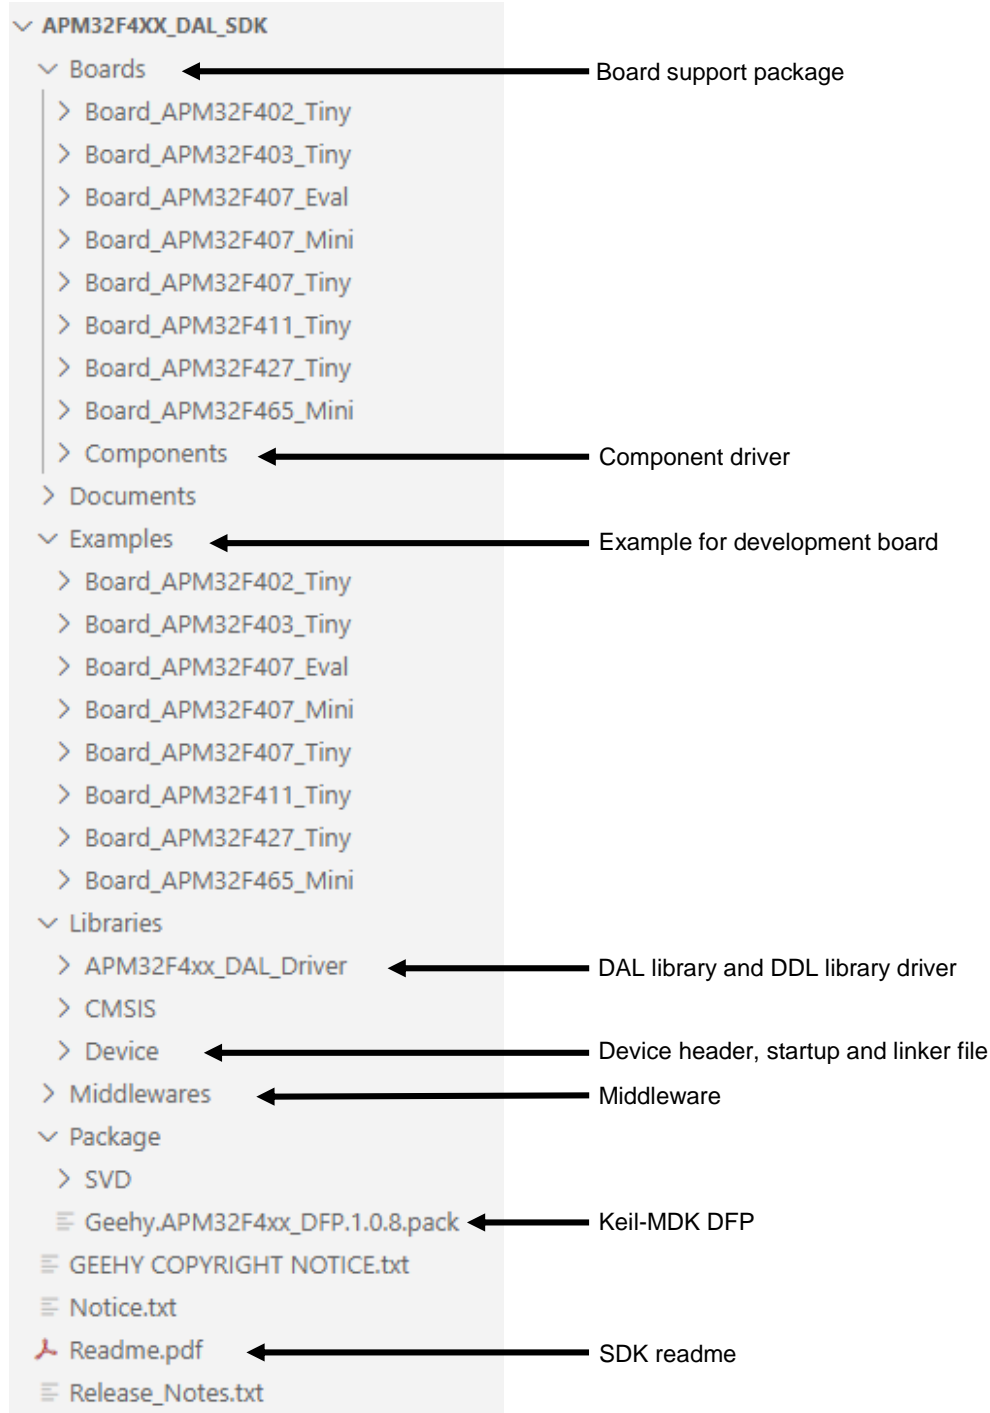 APM32F4XX_DAL_SDK
Boards Board support package
Board_APM32F402_Tiny
Board_APM32F403_Tiny
Board_APM32F407_Eval
Board_APM32F407_Mini
Board_APM32F407_Tiny
Board_APM32F411_Tiny
Board_APM32F427_Tiny
Board_APM32F465_Mini
Components Component driver
Documents
Examples Example for development board
Board_APM32F402_Tiny
Board_APM32F403_Tiny
Board_APM32F407_Eval
Board_APM32F407_Mini
Board_APM32F407_Tiny
Board_APM32F411_Tiny
Board_APM32F427_Tiny
Board_APM32F465_Mini
Libraries
APM32F4xx_DAL_Driver DAL library and DDL library driver
CMSIS
Device Device header, startup and linker file
Middlewares Middleware
Package
SVD
Geehy.APM32F4xx_DFP.1.0.8.pack Keil-MDK DFP
GEEHY COPYRIGHT NOTICE.txt
Notice.txt
Readme.pdf SDK readme
Release_Notes.txt